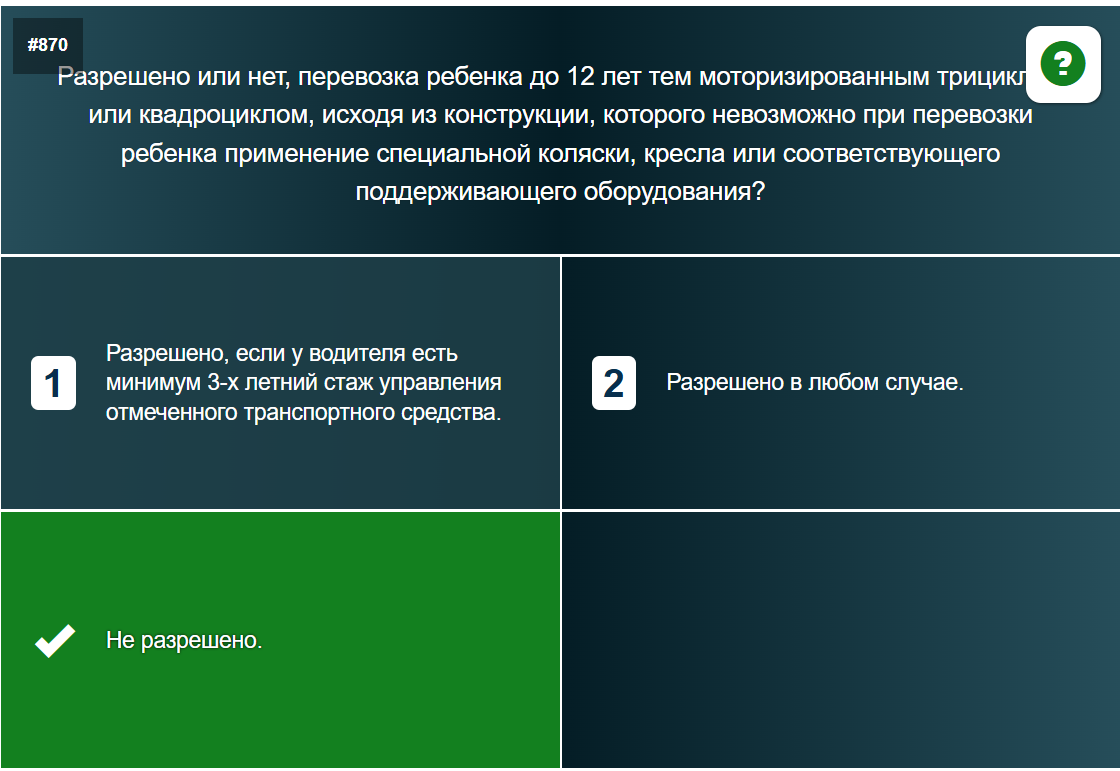 #870
?
Разрешено или нет, перевозка ребенка до 12 лет тем моторизированным трицикл
или квадроциклом, исходя из конструкции, которого невозможно при перевозки
ребенка применение специальной коляски, кресла или соответствующего
поддерживающего оборудования?
1
Разрешено, если у водителя есть
минимум 3-х летний стаж управления
отмеченного транспортного средства.
2
Разрешено в любом случае.
Не разрешено.